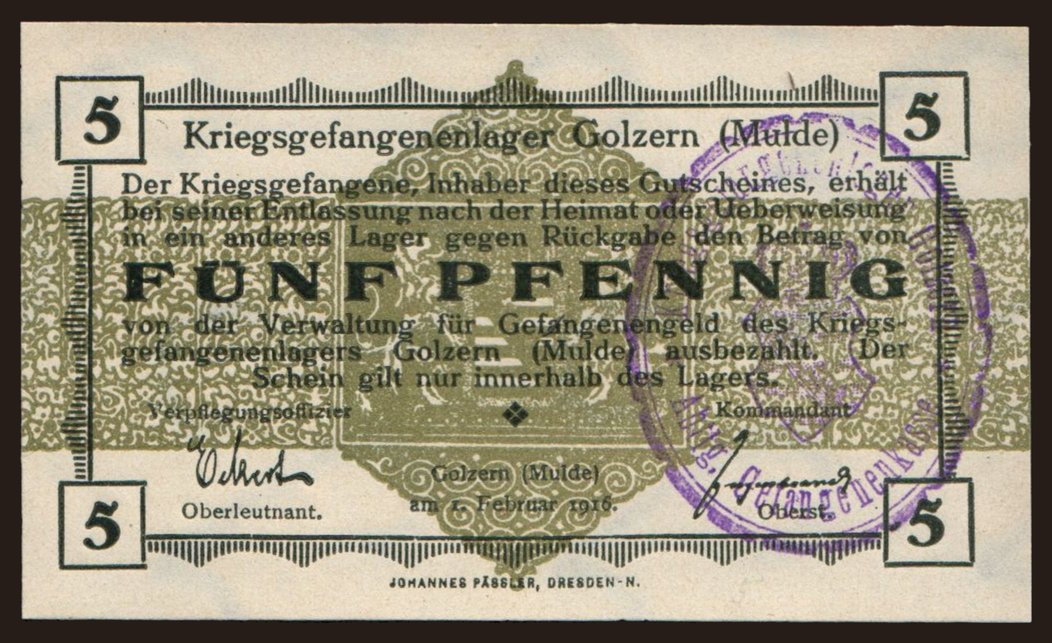 5 5
Kriegsgefangenenlager Golzern (Mulde)
Der Kriegsgefangene, Inhaber dieses Gutscheines, erhält
bei seiner Entlassung nach der Heimat oder Ueberweisung
in ein anderes Lager gegen Rückgabe den Betrag von
FÜNF PFENNIG
von der Verwaltung für Gefangenengeld des Kriegs-
gefangenenlagers Golzern (Mulde) ausbezahlt. Der
Schein gilt nur innerhalb des Lagers.
Verpflegungsoffizier Kommandant
Eckert
Golzern (Mulde)
am 1. Februar 1916.
Oberleutnant. Oberst.
Abtlg. Gefangenenkasse
5 5
JOHANNES PÄSSLER, DRESDEN-N.